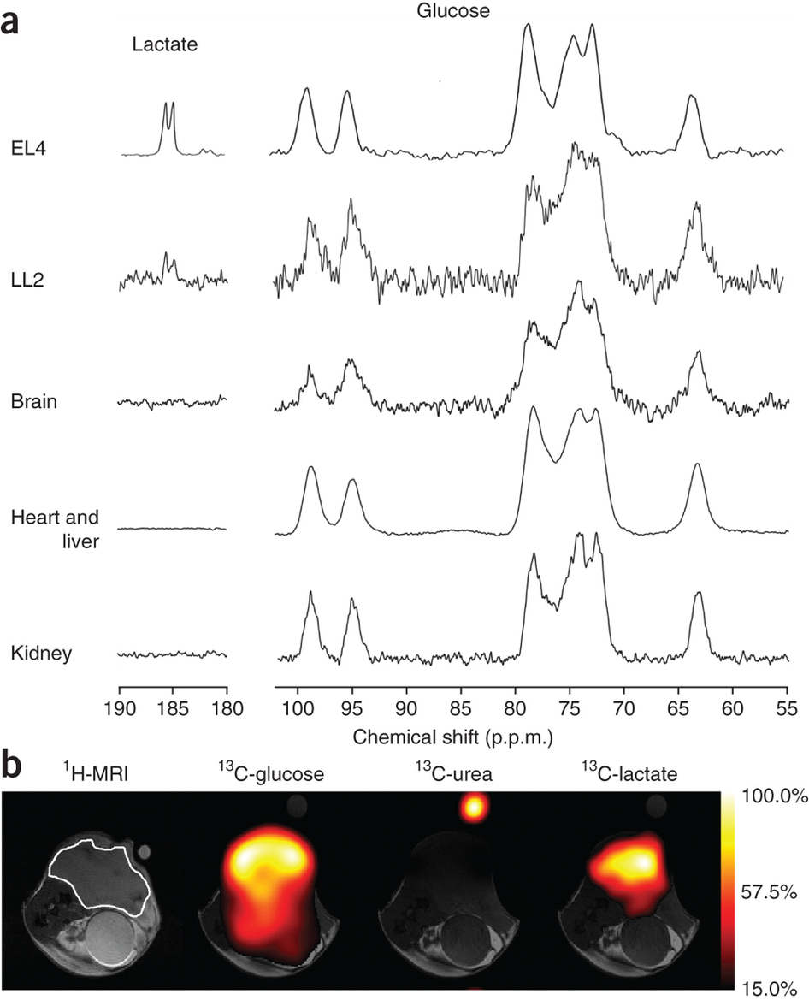 a
Glucose
Lactate
EL4
LL2
Brain
Heart and
liver
Kidney
190 185 180 100 95 90 85 80 75 70 65 60 55
Chemical shift (p.p.m.)
b
¹H-MRI ¹³C-glucose ¹³C-urea ¹³C-lactate
100.0%
57.5%
15.0%